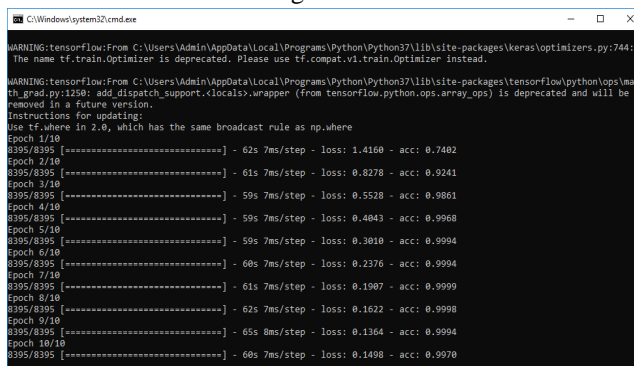 C:\Windows\system32\cmd.exe
WARNING:tensorflow:From C:\Users\Admin\AppData\Local\Programs\Python\Python37\lib\site-packages\keras\optimizers.py:744:
The name tf.train.Optimizer is deprecated. Please use tf.compat.v1.train.Optimizer instead.
WARNING:tensorflow:From C:\Users\Admin\AppData\Local\Programs\Python\Python37\lib\site-packages\tensorflow\python\ops\ma
th_grad.py:1250: add_dispatch_support.<locals>.wrapper (from tensorflow.python.ops.array_ops) is deprecated and will be
removed in a future version.
Instructions for updating:
Use tf.where in 2.0, which has the same broadcast rule as np.where
Epoch 1/10
8395/8395 [==============================] - 62s 7ms/step - loss: 1.4160 - acc: 0.7402
Epoch 2/10
8395/8395 [==============================] - 61s 7ms/step - loss: 0.8278 - acc: 0.9241
Epoch 3/10
8395/8395 [==============================] - 59s 7ms/step - loss: 0.5528 - acc: 0.9861
Epoch 4/10
8395/8395 [==============================] - 59s 7ms/step - loss: 0.4043 - acc: 0.9968
Epoch 5/10
8395/8395 [==============================] - 59s 7ms/step - loss: 0.3010 - acc: 0.9994
Epoch 6/10
8395/8395 [==============================] - 60s 7ms/step - loss: 0.2376 - acc: 0.9994
Epoch 7/10
8395/8395 [==============================] - 61s 7ms/step - loss: 0.1907 - acc: 0.9999
Epoch 8/10
8395/8395 [==============================] - 62s 7ms/step - loss: 0.1622 - acc: 0.9998
Epoch 9/10
8395/8395 [==============================] - 65s 8ms/step - loss: 0.1364 - acc: 0.9994
Epoch 10/10
8395/8395 [==============================] - 60s 7ms/step - loss: 0.1498 - acc: 0.9970